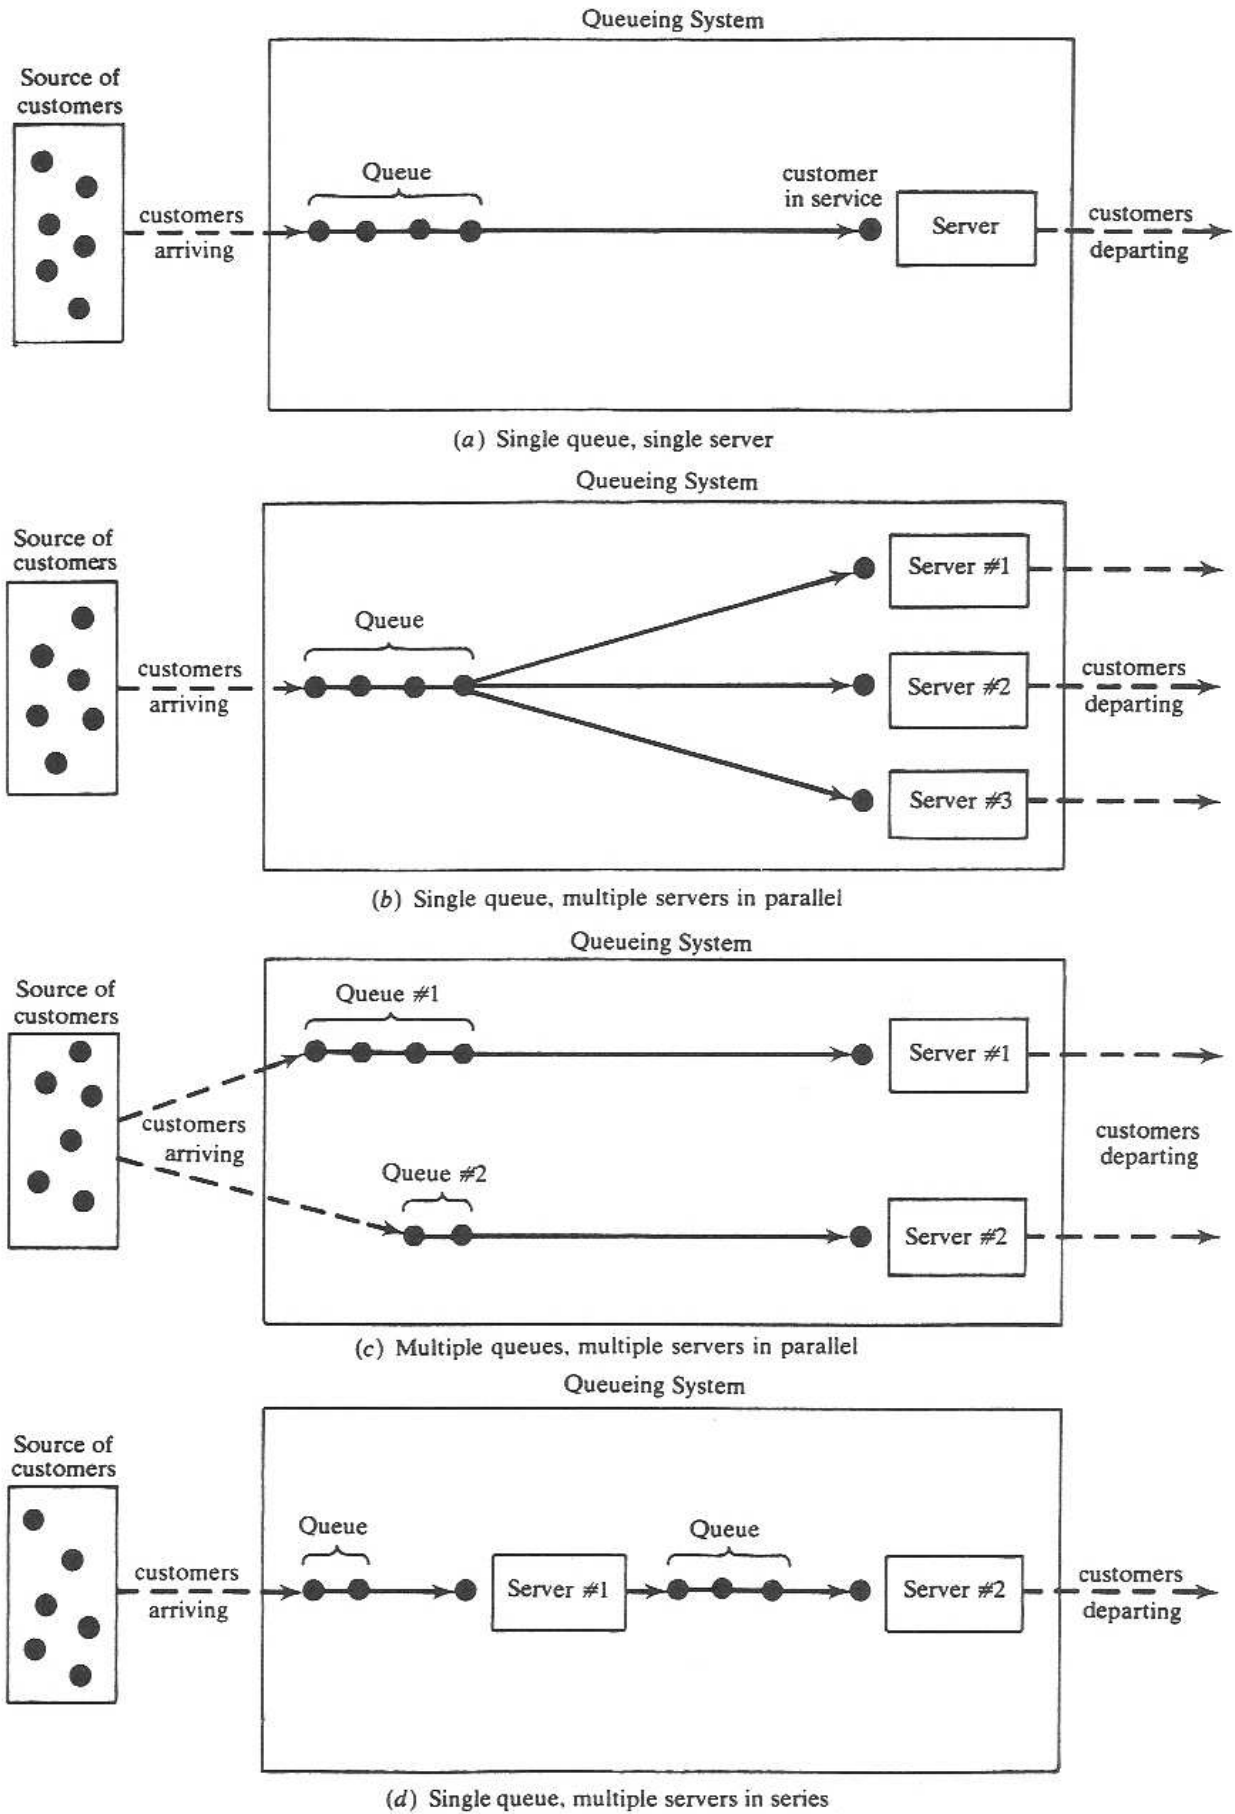 Queueing System
Source of
customers
Queue
customer
in service
customers
arriving
Server
customers
departing
(a) Single queue, single server
Queueing System
Source of
customers
Server #1
Queue
customers
arriving
Server #2
customers
departing
Server #3
(b) Single queue, multiple servers in parallel
Queueing System
Source of
customers
Queue #1
Server #1
customers
arriving
customers
departing
Queue #2
Server #2
(c) Multiple queues, multiple servers in parallel
Queueing System
Source of
customers
Queue
Queue
customers
arriving
Server #1
Server #2
customers
departing
(d) Single queue, multiple servers in series